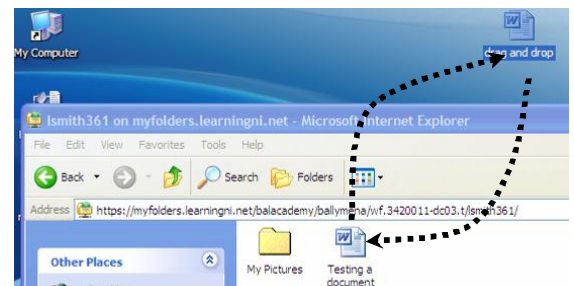 My Computer
drag and drop
lsmith361 on myfolders.learningni.net - Microsoft Internet Explorer
File Edit View Favorites Tools Help
Back Search Folders
Address https://myfolders.learningni.net/balacademy/ballymena/wf.3420011-dc03.t/lsmith361/
Other Places
My Pictures
Testing a
document